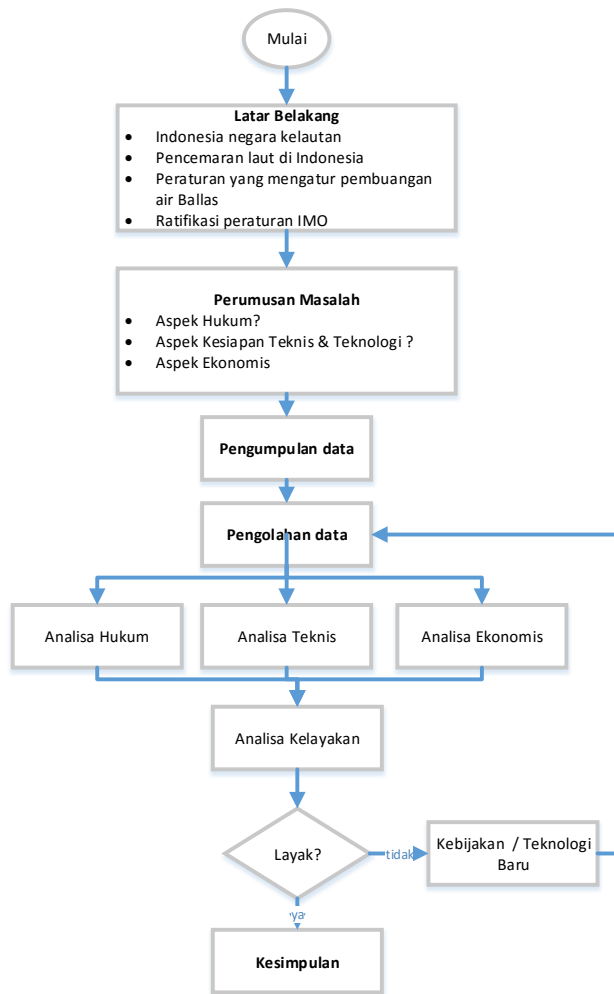 Mulai
Latar Belakang
• Indonesia negara kelautan
• Pencemaran laut di Indonesia
• Peraturan yang mengatur pembuangan
air Ballas
• Ratifikasi peraturan IMO
Perumusan Masalah
• Aspek Hukum?
• Aspek Kesiapan Teknis & Teknologi ?
• Aspek Ekonomis
Pengumpulan data
Pengolahan data
Analisa Hukum
Analisa Teknis
Analisa Ekonomis
Analisa Kelayakan
Layak?
tidak
Kebijakan / Teknologi
Baru
ya
Kesimpulan